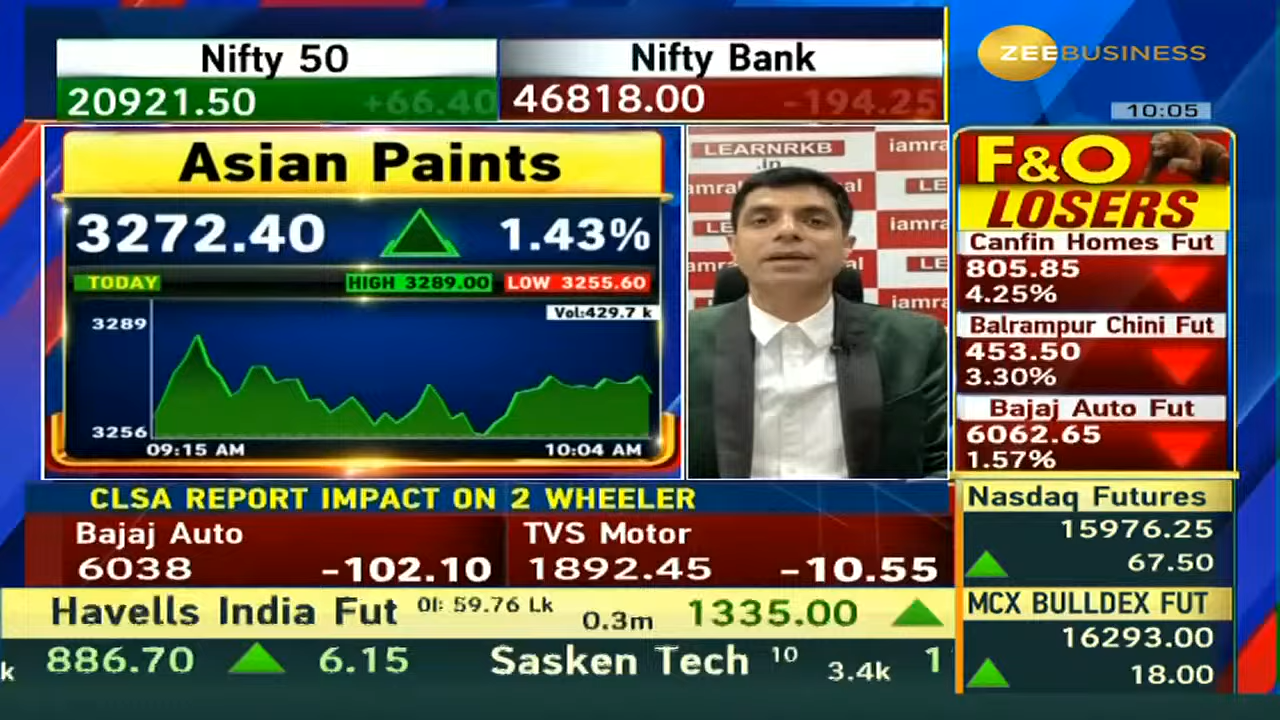 Nifty 50
20921.50 +66.40
Nifty Bank
46818.00 -194.25
ZEE BUSINESS
10:05
Asian Paints
3272.40 1.43%
TODAY HIGH 3289.00 LOW 3255.60
Vol:429.7 k
3289
3256
09:15 AM 10:04 AM
LEARNRKB
.in
iamra
F&O
LOSERS
Canfin Homes Fut
805.85
4.25%
Balrampur Chini Fut
453.50
3.30%
Bajaj Auto Fut
6062.65
1.57%
CLSA REPORT IMPACT ON 2 WHEELER
Bajaj Auto
6038 -102.10
TVS Motor
1892.45 -10.55
Nasdaq Futures
15976.25
67.50
MCX BULLDEX FUT
16293.00
18.00
Havells India Fut OI: 59.76 Lk 0.3m 1335.00
k 886.70 6.15 Sasken Tech 10 3.4k 1